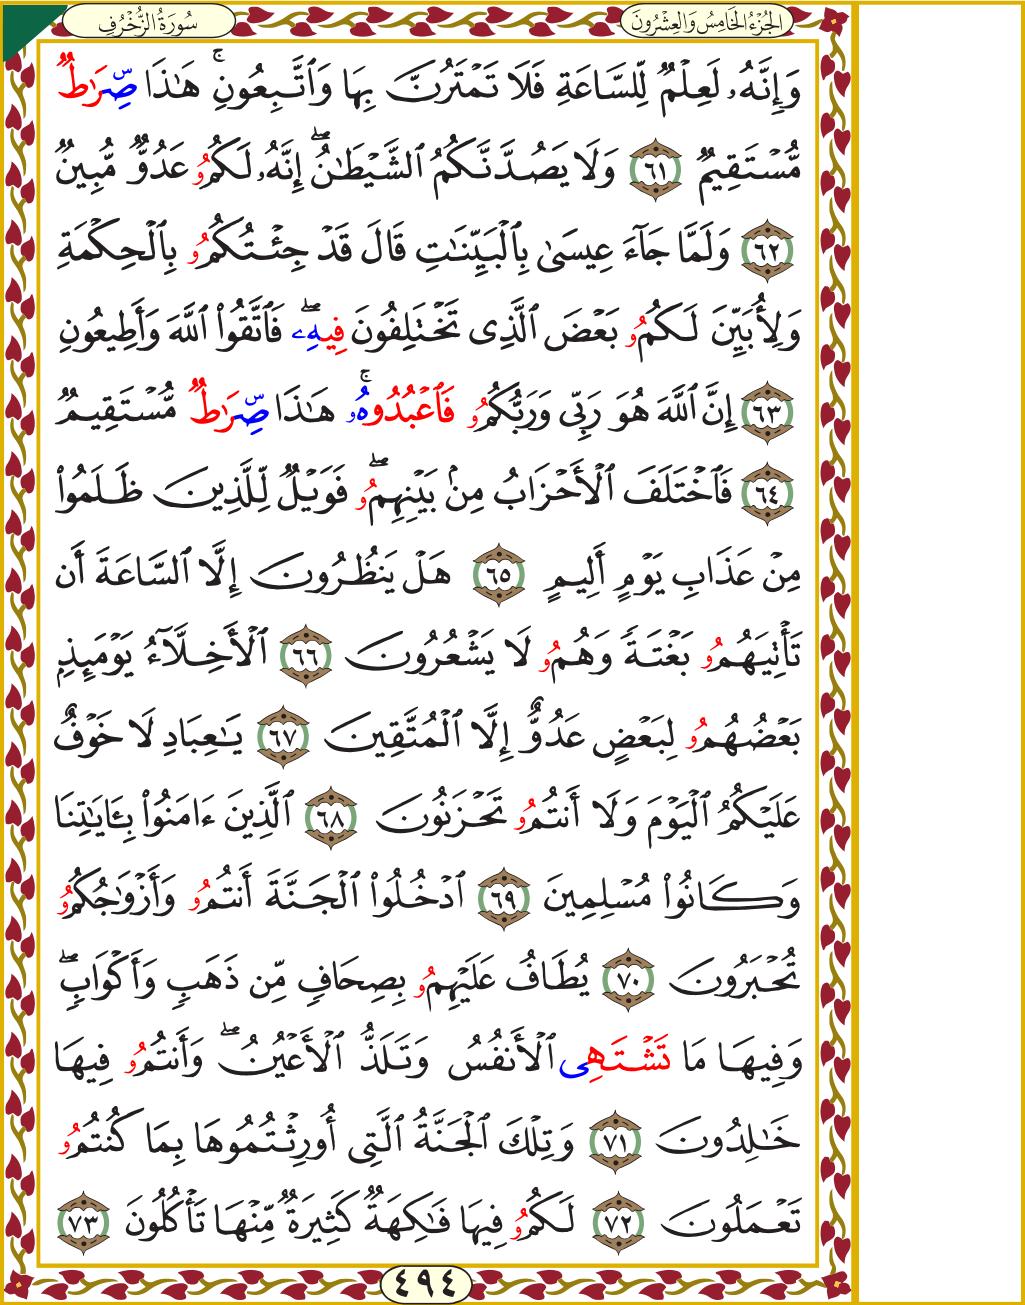 الجُزْءُ الخَامِسُ وَالعِشْرُونَ
سُورَةُ الزُّخْرُفِ
وَإِنَّهُۥ لَعِلْمٌ لِّلسَّاعَةِ فَلَا تَمْتَرُنَّ بِهَا وَٱتَّبِعُونِۚ هَٰذَا صِّرَٰطٌ
مُّسْتَقِيمٌ ٦١ وَلَا يَصُدَّنَّكُمُ ٱلشَّيْطَٰنُۖ إِنَّهُۥ لَكُمُۥ عَدُوٌّ مُّبِينٌ
٦٢ وَلَمَّا جَآءَ عِيسَىٰ بِٱلْبَيِّنَٰتِ قَالَ قَدْ جِئْتُكُمُۥ بِٱلْحِكْمَةِ
وَلِأُبَيِّنَ لَكُمُۥ بَعْضَ ٱلَّذِى تَخْتَلِفُونَ فِيهِۦۖ فَٱتَّقُوا۟ ٱللَّهَ وَأَطِيعُونِ
٦٣ إِنَّ ٱللَّهَ هُوَ رَبِّى وَرَبُّكُمُۥ فَٱعْبُدُوهُۥۚ هَٰذَا صِّرَٰطٌ مُّسْتَقِيمٌ
٦٤ فَٱخْتَلَفَ ٱلْأَحْزَابُ مِنۢ بَيْنِهِمُۥۖ فَوَيْلٌ لِّلَّذِينَ ظَلَمُوا۟
مِنْ عَذَابِ يَوْمٍ أَلِيمٍ ٦٥ هَلْ يَنظُرُونَ إِلَّا ٱلسَّاعَةَ أَن
تَأْتِيَهُمُۥ بَغْتَةً وَهُمُۥ لَا يَشْعُرُونَ ٦٦ ٱلْأَخِلَّآءُ يَوْمَئِذِۭ
بَعْضُهُمُۥ لِبَعْضٍ عَدُوٌّ إِلَّا ٱلْمُتَّقِينَ ٦٧ يَٰعِبَادِ لَا خَوْفٌ
عَلَيْكُمُ ٱلْيَوْمَ وَلَا أَنتُمُۥ تَحْزَنُونَ ٦٨ ٱلَّذِينَ ءَامَنُوا۟ بِـَٔايَٰتِنَا
وَكَانُوا۟ مُسْلِمِينَ ٦٩ ٱدْخُلُوا۟ ٱلْجَنَّةَ أَنتُمُۥ وَأَزْوَٰجُكُمُۥ
تُحْبَرُونَ ٧٠ يُطَافُ عَلَيْهِمُۥ بِصِحَافٍ مِّن ذَهَبٍ وَأَكْوَابٍۖ
وَفِيهَا مَا تَشْتَهِى ٱلْأَنفُسُ وَتَلَذُّ ٱلْأَعْيُنُۖ وَأَنتُمُۥ فِيهَا
خَٰلِدُونَ ٧١ وَتِلْكَ ٱلْجَنَّةُ ٱلَّتِى أُورِثْتُمُوهَا بِمَا كُنتُمُۥ
تَعْمَلُونَ ٧٢ لَكُمُۥ فِيهَا فَٰكِهَةٌ كَثِيرَةٌ مِّنْهَا تَأْكُلُونَ ٧٣
٤٩٤